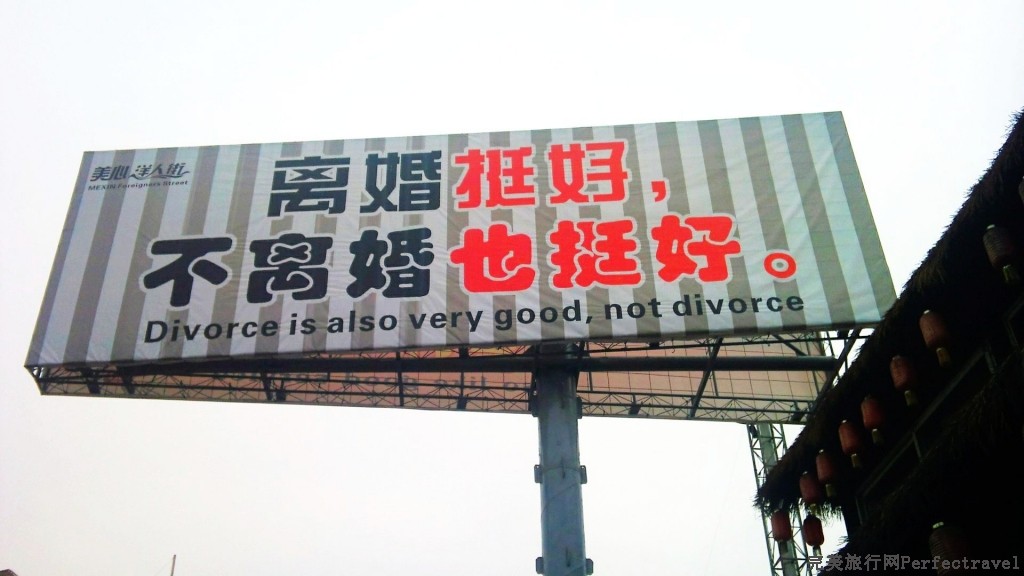 美心 洋人街
MEXIN Foreigners Street
离婚挺好,
不离婚也挺好。
Divorce is also very good, not divorce
完美旅行网Perfectravel